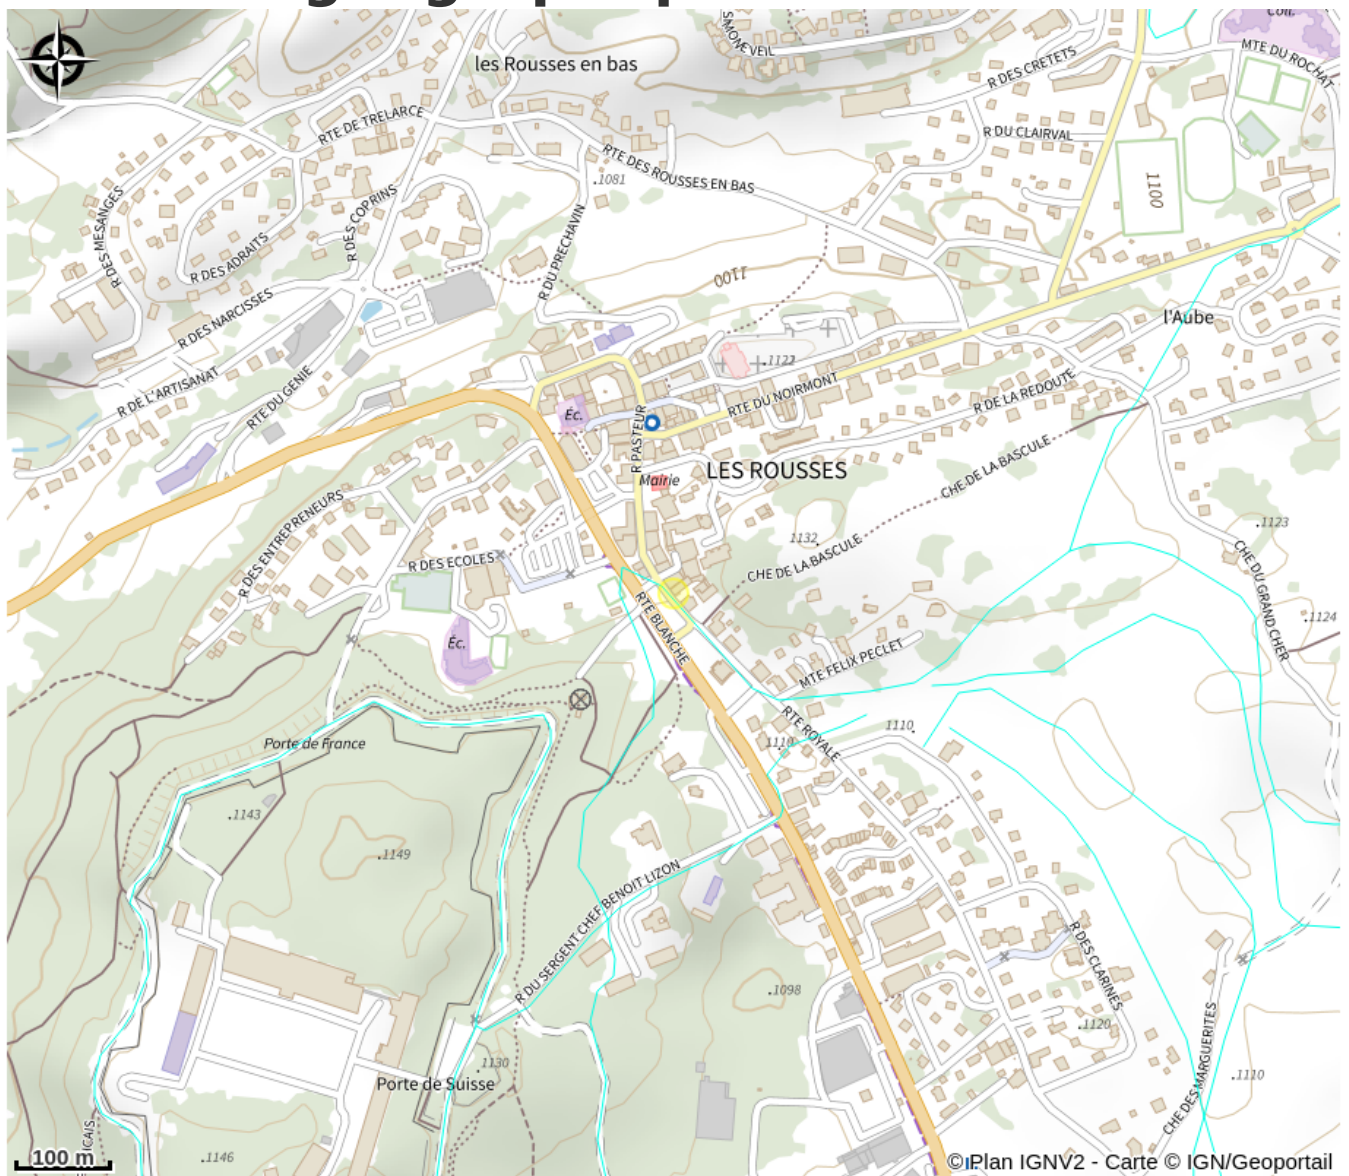 SIMONE VEIL
Coll.
MTE DU ROCHAT
les Rousses en bas
R DES CRETETS
RTE DE TRELARCE
R DU CLAIRVAL
RTE DES ROUSSES EN BAS
1081
1100
R DES MESANGES
R DES COPRINS
R DES ADRAITS
R DU PRECHAVIN
1100
R DES NARCISSES
l'Aube
1122
R DE L'ARTISANAT
RTE DU GENIE
RTE DU NOIRMONT
R DE LA REDOUTE
Éc.
R PASTEUR
LES ROUSSES
Mairie
CHE DE LA BASCULE
R DES ENTREPRENEURS
1132
1123
R DES ECOLES
CHE DE LA BASCULE
CHE DU GRAND CHER
RTE BLANCHE
1124
Éc.
MTE FELIX PECLET
Porte de France
RTE ROYALE
1110
1110
1143
1149
R DU SERGENT CHEF BENOIT LIZON
R DES CLARINES
1098
1120
1130
Porte de Suisse
1110
CHE DES MARGUERITES
1146
100 m
© Plan IGNV2 - Carte © IGN/Geoportail